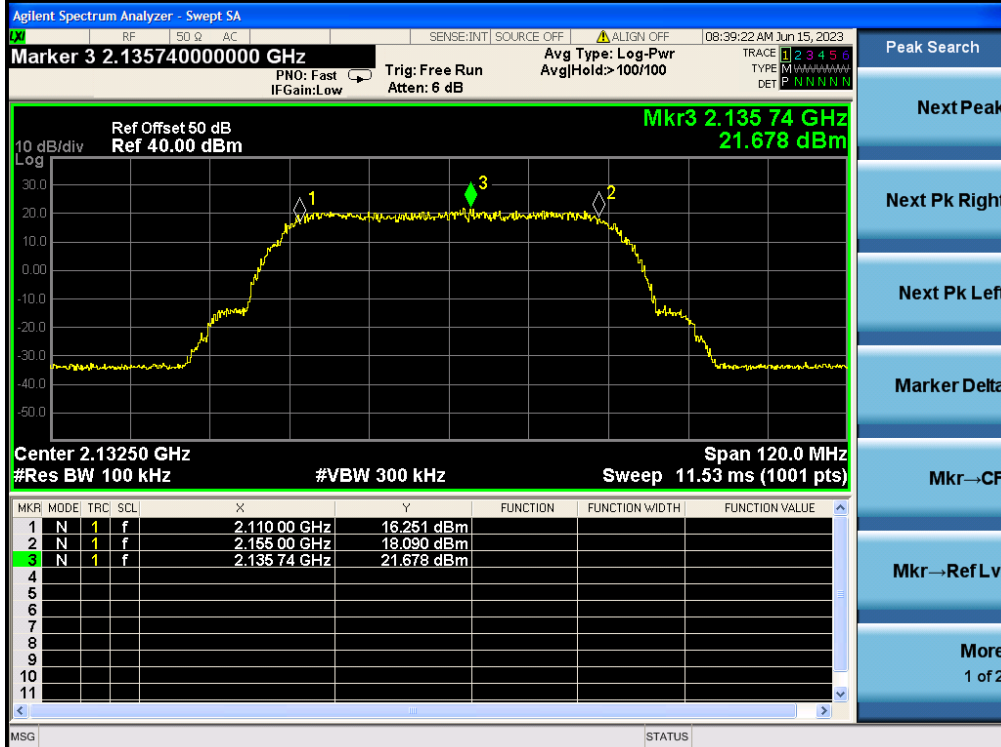 Agilent Spectrum Analyzer - Swept SA
LXI RF 50 Ω AC SENSE:INT SOURCE OFF ALIGN OFF 08:39:22 AM Jun 15, 2023
Marker 3 2.135740000000 GHz
PNO: Fast
IFGain:Low
Trig: Free Run
Atten: 6 dB
Avg Type: Log-Pwr
Avg|Hold:> 100/100
TRACE 1 2 3 4 5 6
TYPE M
DET P N N N N N
Peak Search
Next Peak
Next Pk Right
Next Pk Left
Marker Delta
Mkr→CF
Mkr→Ref Lv
More
1 of 2
Mkr3 2.135 74 GHz
21.678 dBm
Ref Offset 50 dB
Ref 40.00 dBm
10 dB/div
Log
30.0
20.0
10.0
0.00
-10.0
-20.0
-30.0
-40.0
-50.0
1
3
2
Center 2.13250 GHz Span 120.0 MHz
#Res BW 100 kHz #VBW 300 kHz Sweep 11.53 ms (1001 pts)
MKR MODE TRC SCL X Y FUNCTION FUNCTION WIDTH FUNCTION VALUE
1 N 1 f 2.110 00 GHz 16.251 dBm
2 N 1 f 2.155 00 GHz 18.090 dBm
3 N 1 f 2.135 74 GHz 21.678 dBm
4
5
6
7
8
9
10
11
MSG STATUS